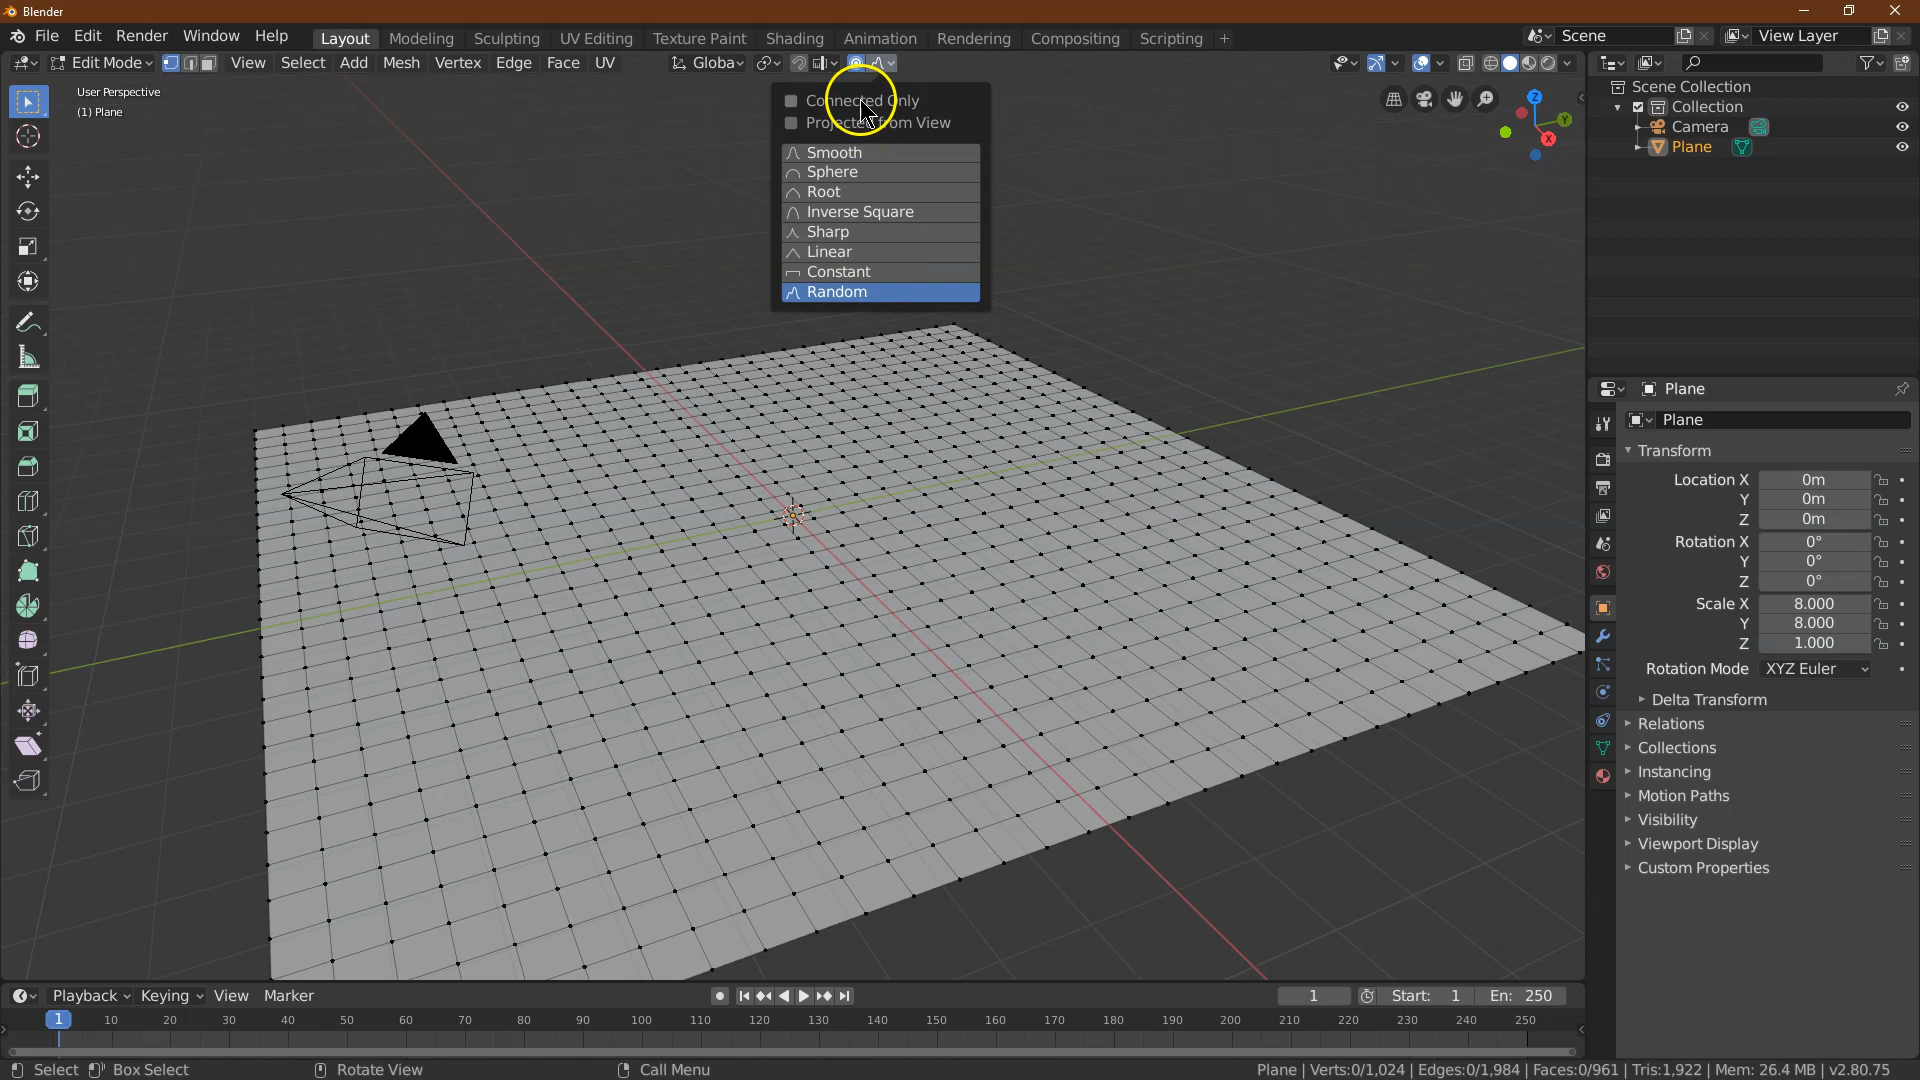 Blender
File Edit Render Window Help Layout Modeling Sculpting UV Editing Texture Paint Shading Animation Rendering Compositing Scripting + Scene View Layer
Edit Mode View Select Add Mesh Vertex Edge Face UV Globa
User Perspective
(1) Plane
Connected Only
Projected from View
Smooth
Sphere
Root
Inverse Square
Sharp
Linear
Constant
Random
Z
Y
X
Scene Collection
Collection
Camera
Plane
Plane
Plane
Transform
Location X 0m
Y 0m
Z 0m
Rotation X 0°
Y 0°
Z 0°
Scale X 8.000
Y 8.000
Z 1.000
Rotation Mode XYZ Euler
Delta Transform
Relations
Collections
Instancing
Motion Paths
Visibility
Viewport Display
Custom Properties
Playback Keying View Marker 1 Start: 1 En: 250
1 10 20 30 40 50 60 70 80 90 100 110 120 130 140 150 160 170 180 190 200 210 220 230 240 250
Select Box Select Rotate View Call Menu Plane | Verts:0/1,024 | Edges:0/1,984 | Faces:0/961 | Tris:1,922 | Mem: 26.4 MB | v2.80.75